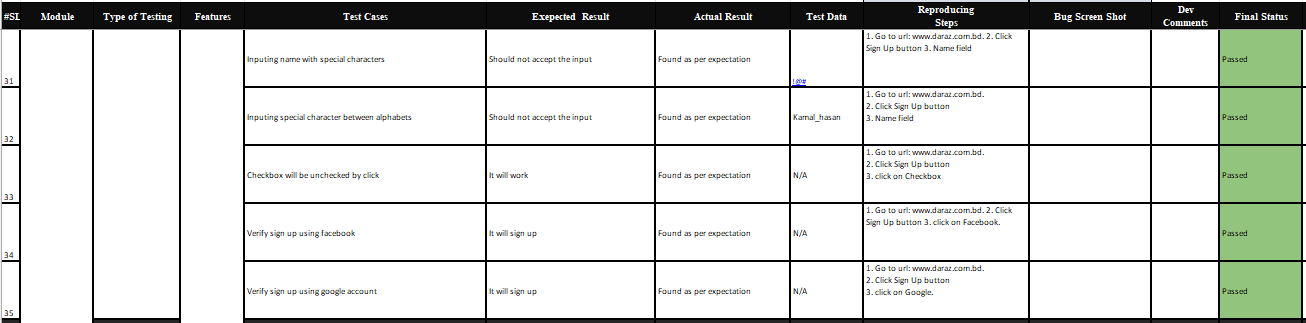 #SL Module Type of Testing Features Test Cases Exepected Result Actual Result Test Data Reproducing Steps Bug Screen Shot Dev Comments Final Status
31 Inputing name with special characters Should not accept the input Found as per expectation !@# 1. Go to url: www.daraz.com.bd. 2. Click
Sign Up button 3. Name field Passed
32 Inputing special character between alphabets Should not accept the input Found as per expectation Kamal_hasan 1. Go to url: www.daraz.com.bd.
2. Click Sign Up button
3. Name field Passed
33 Checkbox will be unchecked by click It will work Found as per expectation N/A 1. Go to url: www.daraz.com.bd.
2. Click Sign Up button
3. click on Checkbox Passed
34 Verify sign up using facebook It will sign up Found as per expectation N/A 1. Go to url: www.daraz.com.bd. 2. Click
Sign Up button 3. click on Facebook. Passed
35 Verify sign up using google account It will sign up Found as per expectation N/A 1. Go to url: www.daraz.com.bd.
2. Click Sign Up button
3. click on Google. Passed